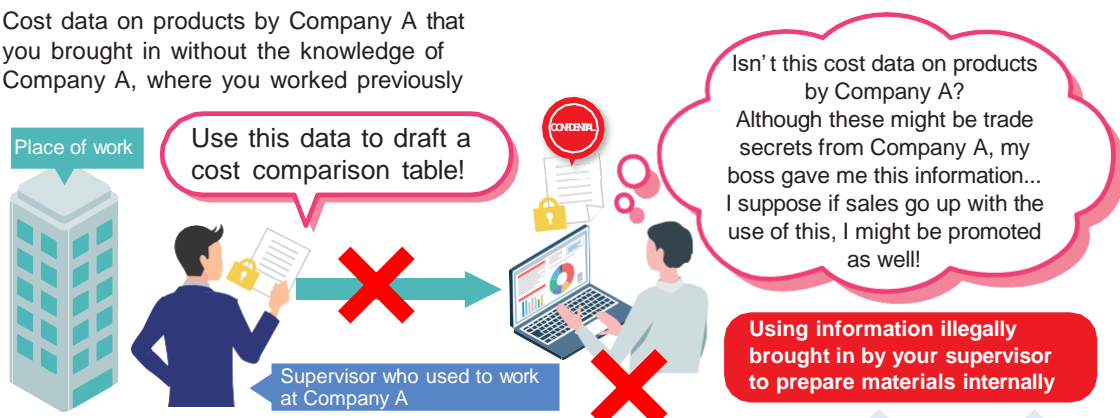 Cost data on products by Company A that
you brought in without the knowledge of
Company A, where you worked previously
Place of work
Use this data to draft a
cost comparison table!
CONFIDENTIAL
Isn't this cost data on products
by Company A?
Although these might be trade
secrets from Company A, my
boss gave me this information...
I suppose if sales go up with the
use of this, I might be promoted
as well!
Supervisor who used to work
at Company A
Using information illegally
brought in by your supervisor
to prepare materials internally